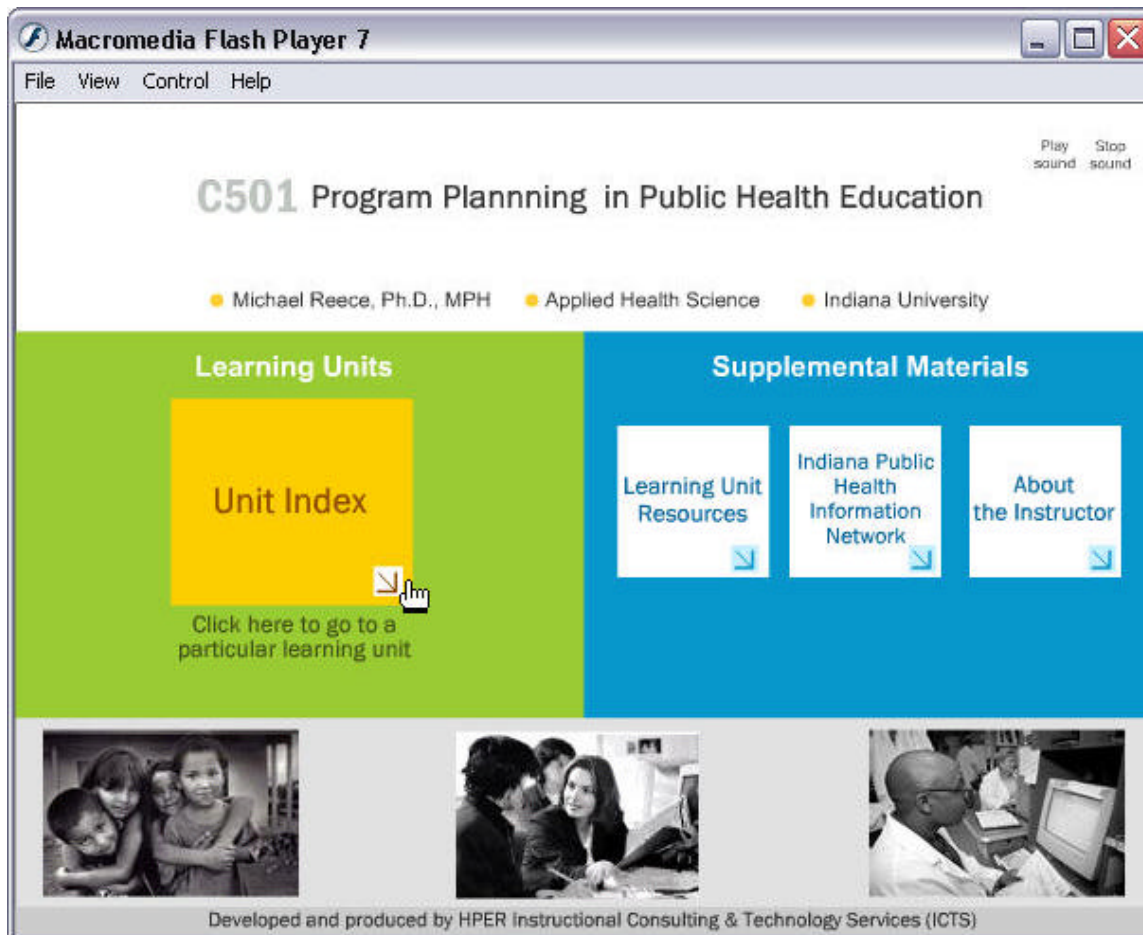 Macromedia Flash Player 7
File View Control Help
Play sound
Stop sound
C501 Program Plannning in Public Health Education
Michael Reece, Ph.D., MPH
Applied Health Science
Indiana University
Learning Units
Unit Index
Click here to go to a
particular learning unit
Supplemental Materials
Learning Unit
Resources
Indiana Public
Health
Information
Network
About
the Instructor
Developed and produced by HPER Instructional Consulting & Technology Services (ICTS)